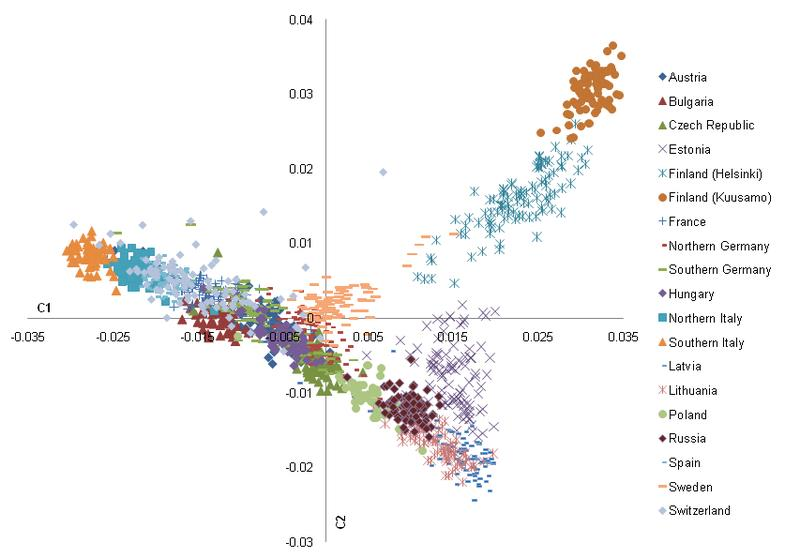 0.04
0.03
0.02
0.01
0
-0.01
-0.02
-0.03
C1
-0.035 -0.025 -0.015 -0.005 0.005 0.015 0.025 0.035
C2
Austria
Bulgaria
Czech Republic
Estonia
Finland (Helsinki)
Finland (Kuusamo)
France
Northern Germany
Southern Germany
Hungary
Northern Italy
Southern Italy
Latvia
Lithuania
Poland
Russia
Spain
Sweden
Switzerland